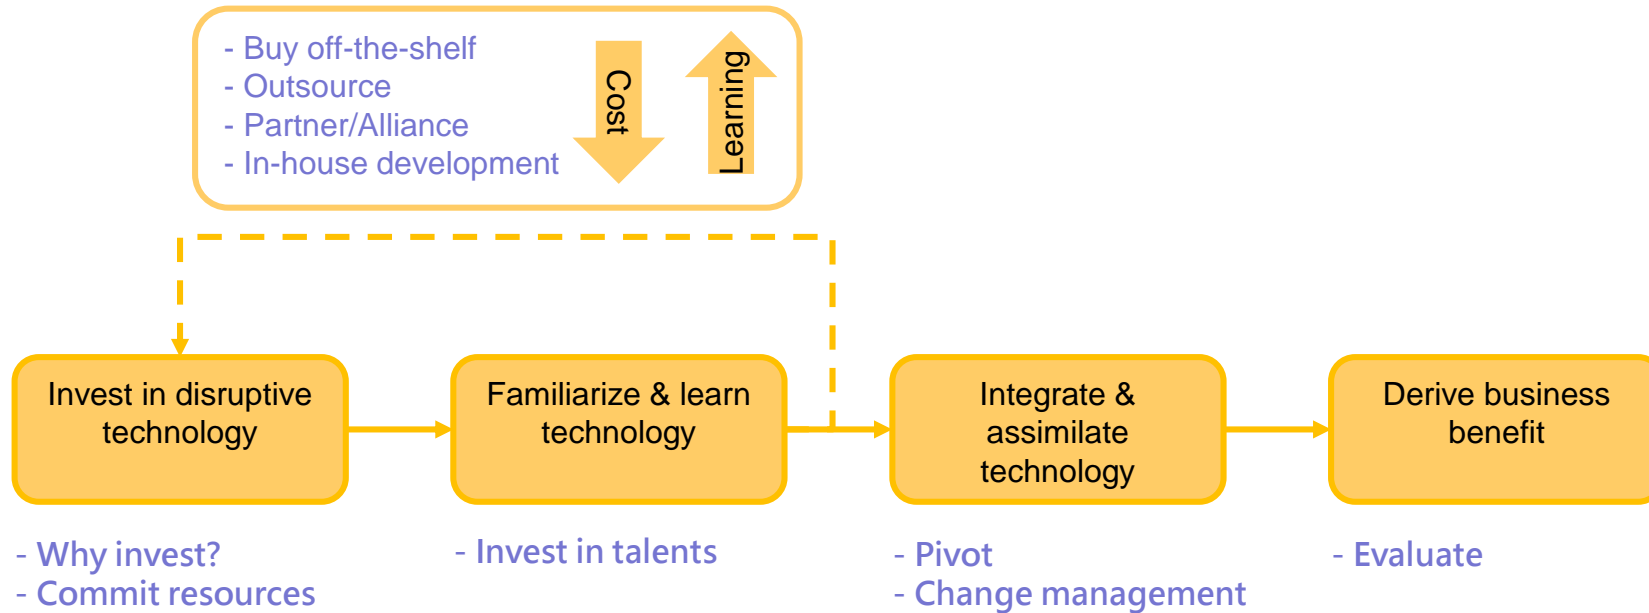 - Buy off-the-shelf
- Outsource
- Partner/Alliance
- In-house development
Cost
Learning
Invest in disruptive
technology
Familiarize & learn
technology
Integrate &
assimilate
technology
Derive business
benefit
- Why invest?
- Commit resources
- Invest in talents
- Pivot
- Change management
- Evaluate